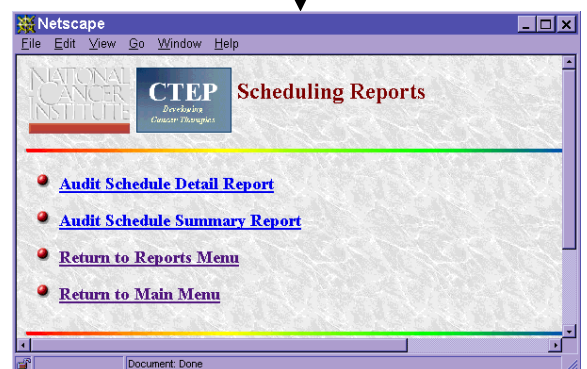 Netscape
File Edit View Go Window Help
NATIONAL
CANCER
INSTITUTE
CTEP
Developing
Cancer Therapies
Scheduling Reports
Audit Schedule Detail Report
Audit Schedule Summary Report
Return to Reports Menu
Return to Main Menu
Document: Done